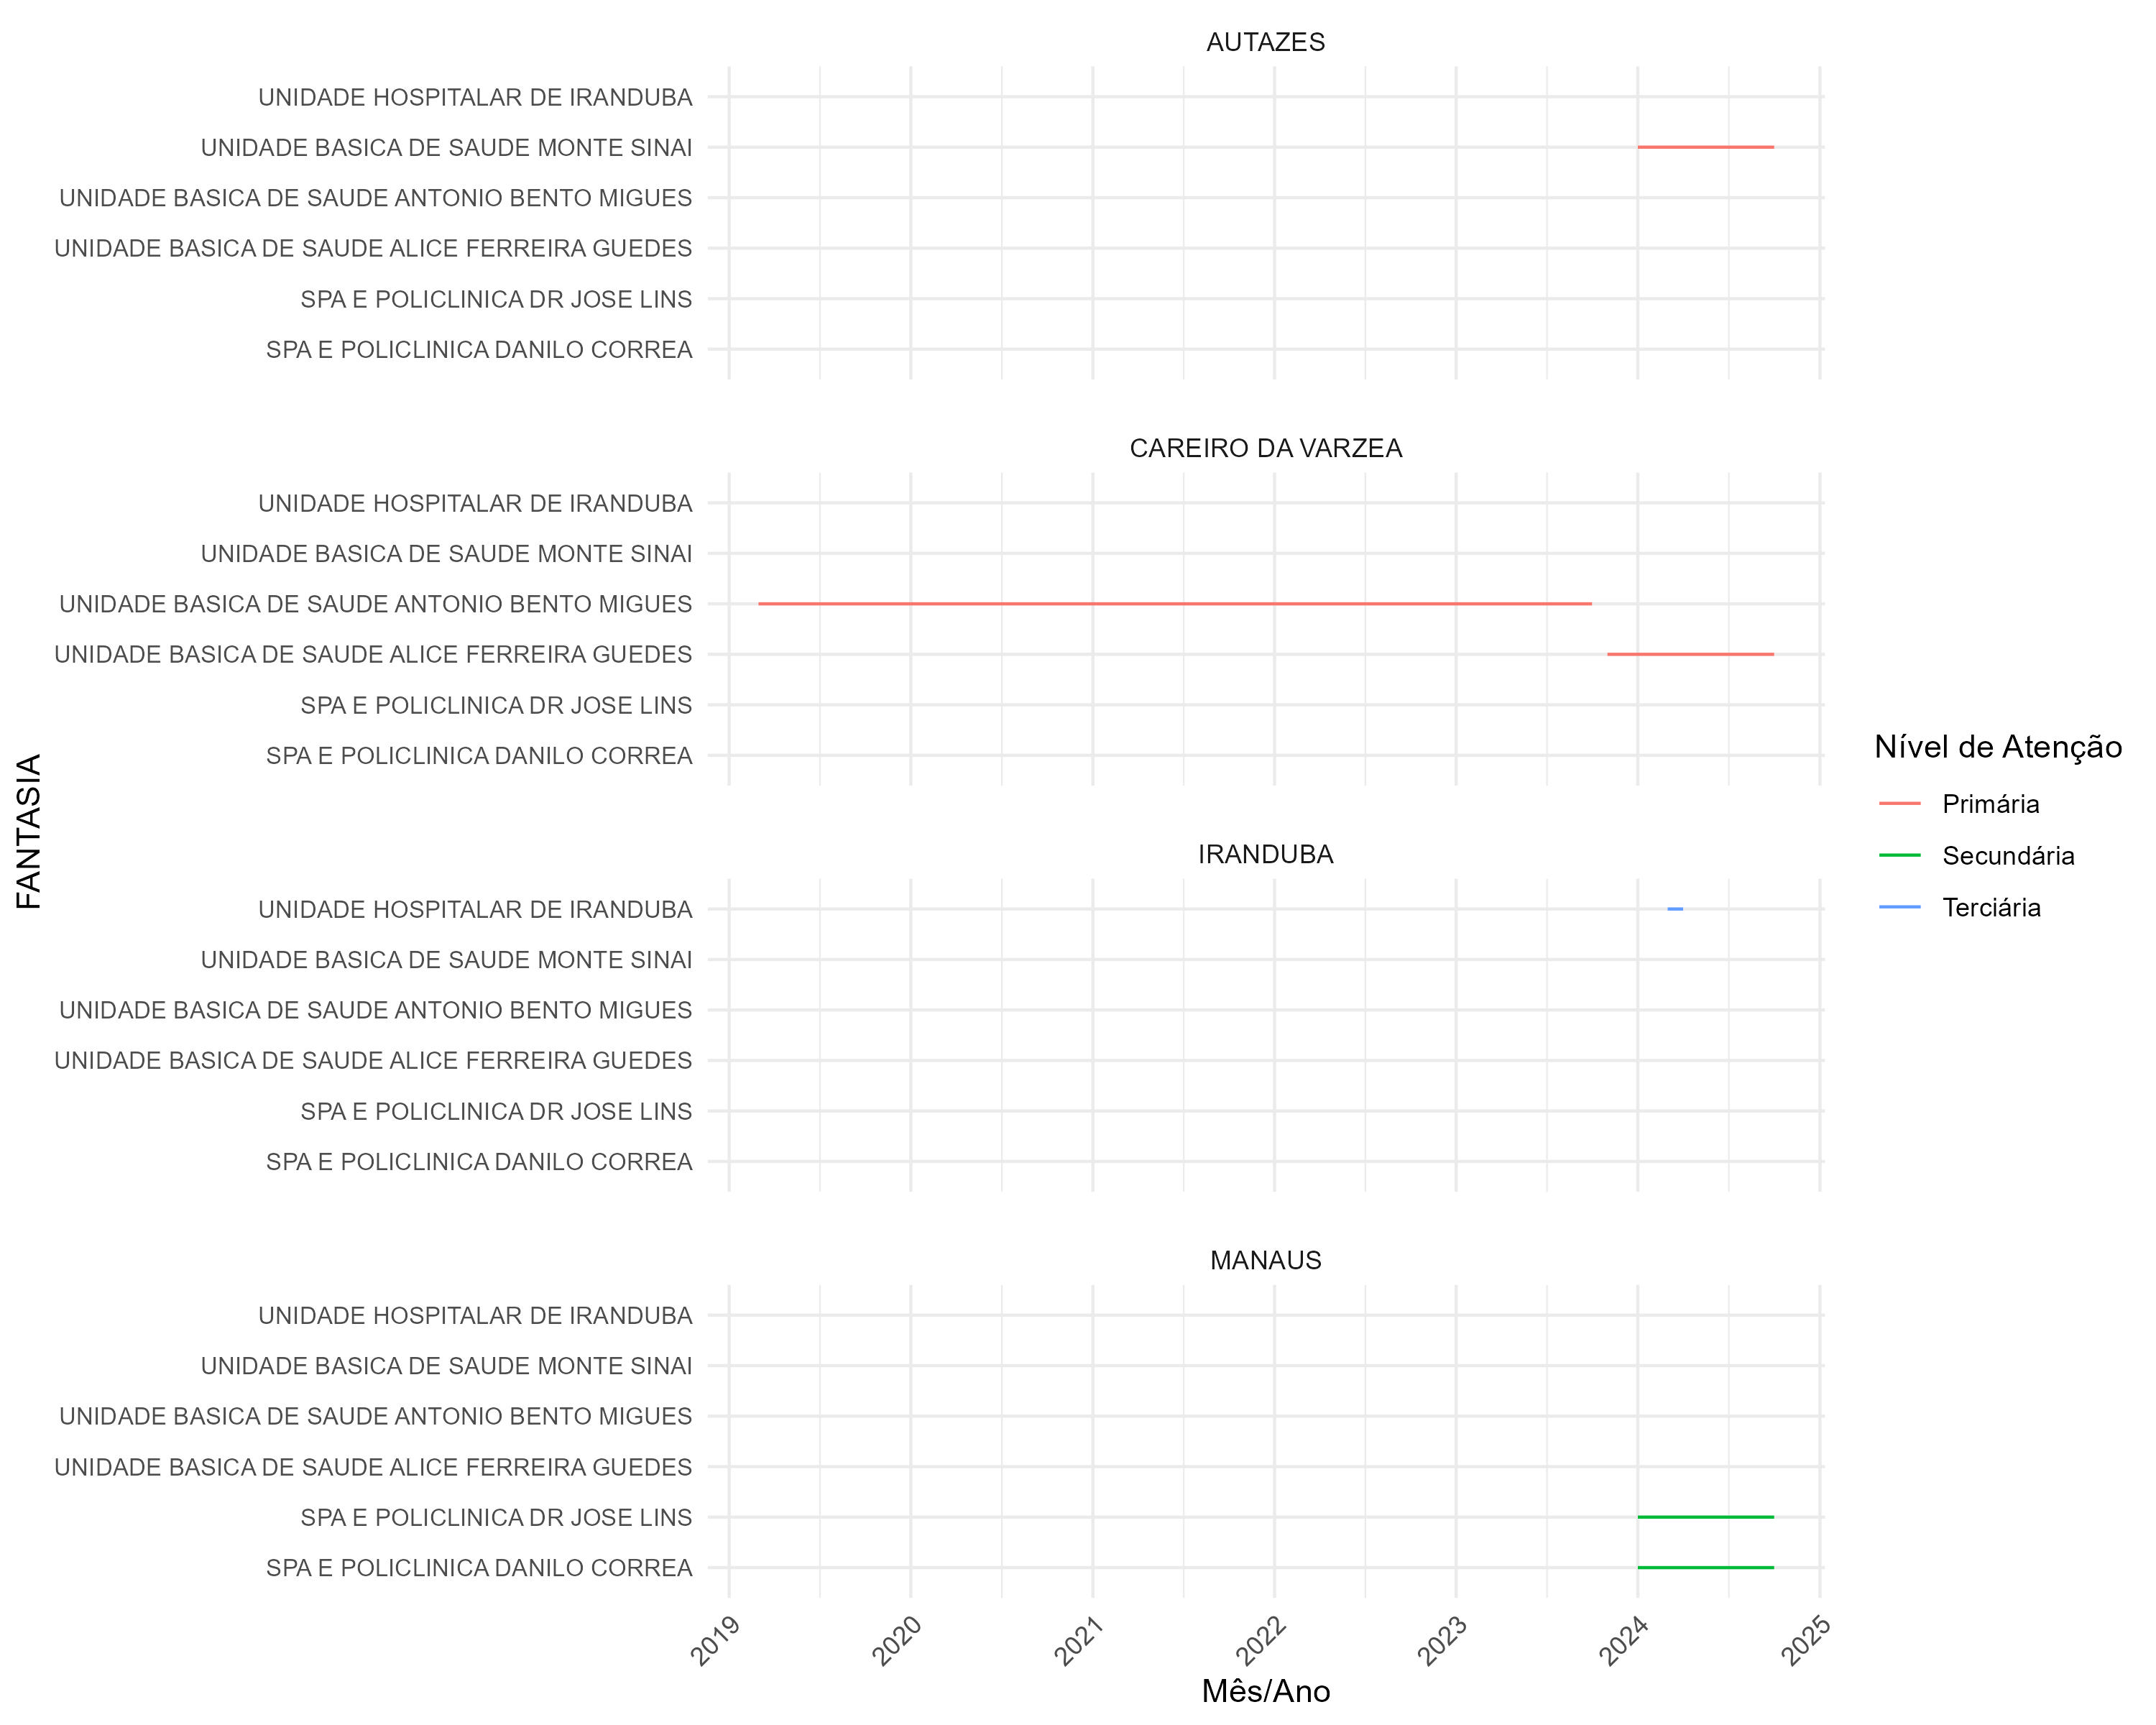 AUTAZES
UNIDADE HOSPITALAR DE IRANDUBA
UNIDADE BASICA DE SAUDE MONTE SINAI
UNIDADE BASICA DE SAUDE ANTONIO BENTO MIGUES
UNIDADE BASICA DE SAUDE ALICE FERREIRA GUEDES
SPA E POLICLINICA DR JOSE LINS
SPA E POLICLINICA DANILO CORREA
CAREIRO DA VARZEA
UNIDADE HOSPITALAR DE IRANDUBA
UNIDADE BASICA DE SAUDE MONTE SINAI
UNIDADE BASICA DE SAUDE ANTONIO BENTO MIGUES
UNIDADE BASICA DE SAUDE ALICE FERREIRA GUEDES
SPA E POLICLINICA DR JOSE LINS
SPA E POLICLINICA DANILO CORREA
IRANDUBA
UNIDADE HOSPITALAR DE IRANDUBA
UNIDADE BASICA DE SAUDE MONTE SINAI
UNIDADE BASICA DE SAUDE ANTONIO BENTO MIGUES
UNIDADE BASICA DE SAUDE ALICE FERREIRA GUEDES
SPA E POLICLINICA DR JOSE LINS
SPA E POLICLINICA DANILO CORREA
MANAUS
UNIDADE HOSPITALAR DE IRANDUBA
UNIDADE BASICA DE SAUDE MONTE SINAI
UNIDADE BASICA DE SAUDE ANTONIO BENTO MIGUES
UNIDADE BASICA DE SAUDE ALICE FERREIRA GUEDES
SPA E POLICLINICA DR JOSE LINS
SPA E POLICLINICA DANILO CORREA
2019 2020 2021 2022 2023 2024 2025
Mês/Ano
FANTASIA
Nível de Atenção
Primária
Secundária
Terciária